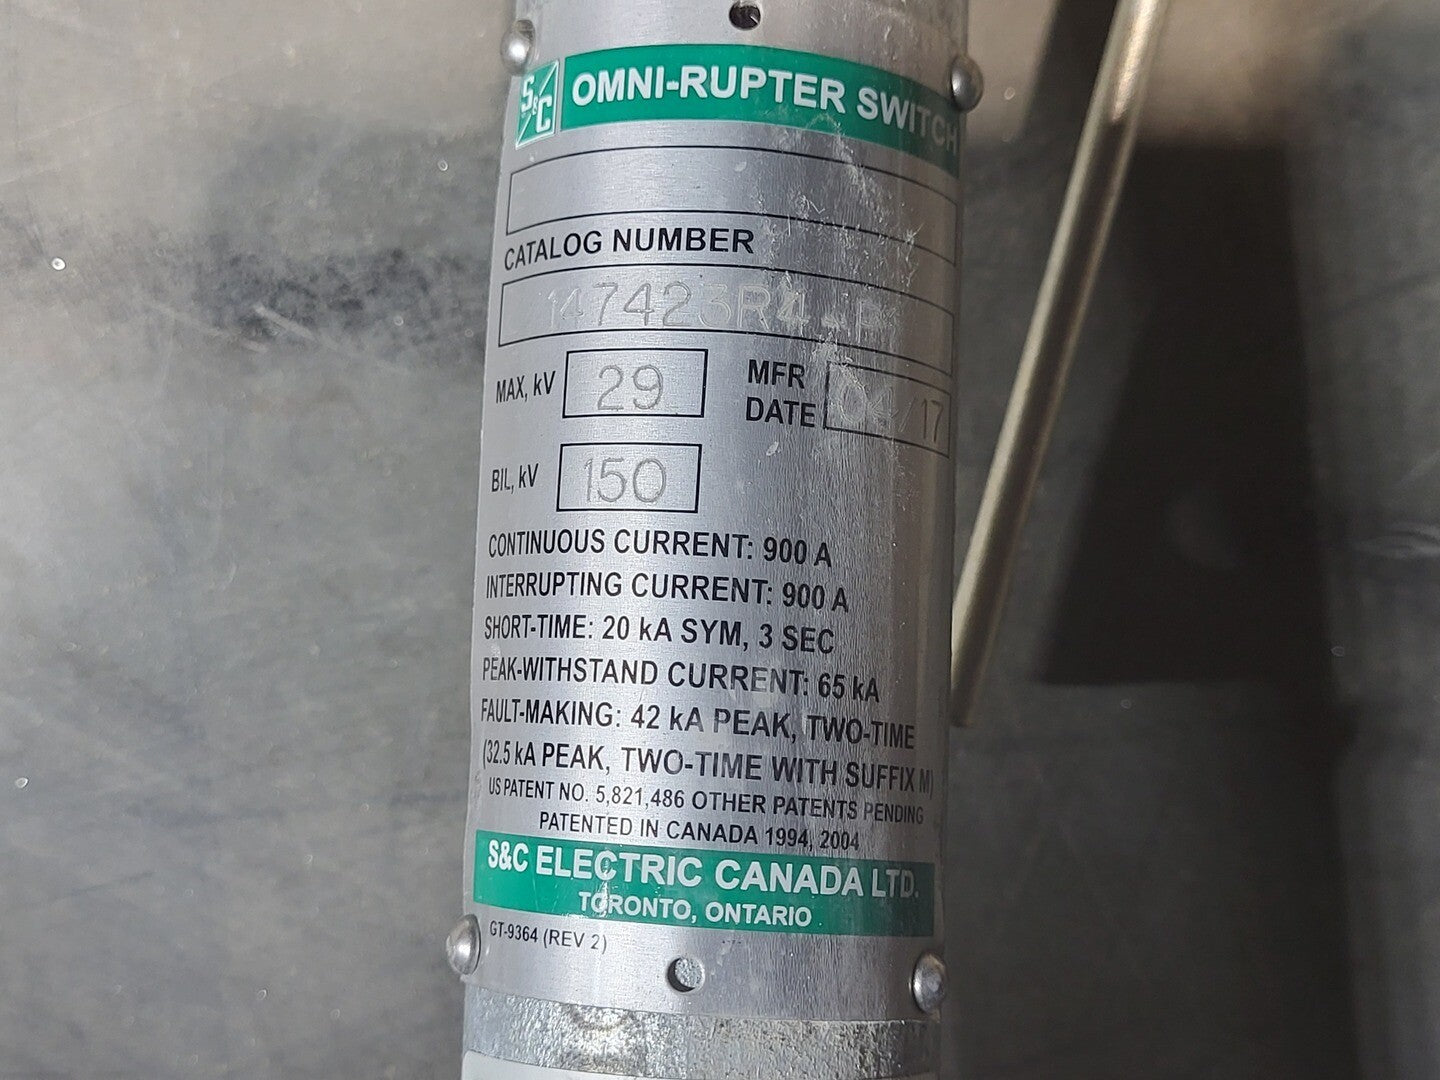 S&C OMNI-RUPTER SWITCH
CATALOG NUMBER
147423R4-B
MAX, kV 29
MFR DATE 04/17
BIL, kV 150
CONTINUOUS CURRENT: 900 A
INTERRUPTING CURRENT: 900 A
SHORT-TIME: 20 kA SYM, 3 SEC
PEAK-WITHSTAND CURRENT: 65 kA
FAULT-MAKING: 42 kA PEAK, TWO-TIME
(32.5 kA PEAK, TWO-TIME WITH SUFFIX M)
US PATENT NO. 5,821,486 OTHER PATENTS PENDING
PATENTED IN CANADA 1994, 2004
S&C ELECTRIC CANADA LTD.
TORONTO, ONTARIO
GT-9364 (REV 2)